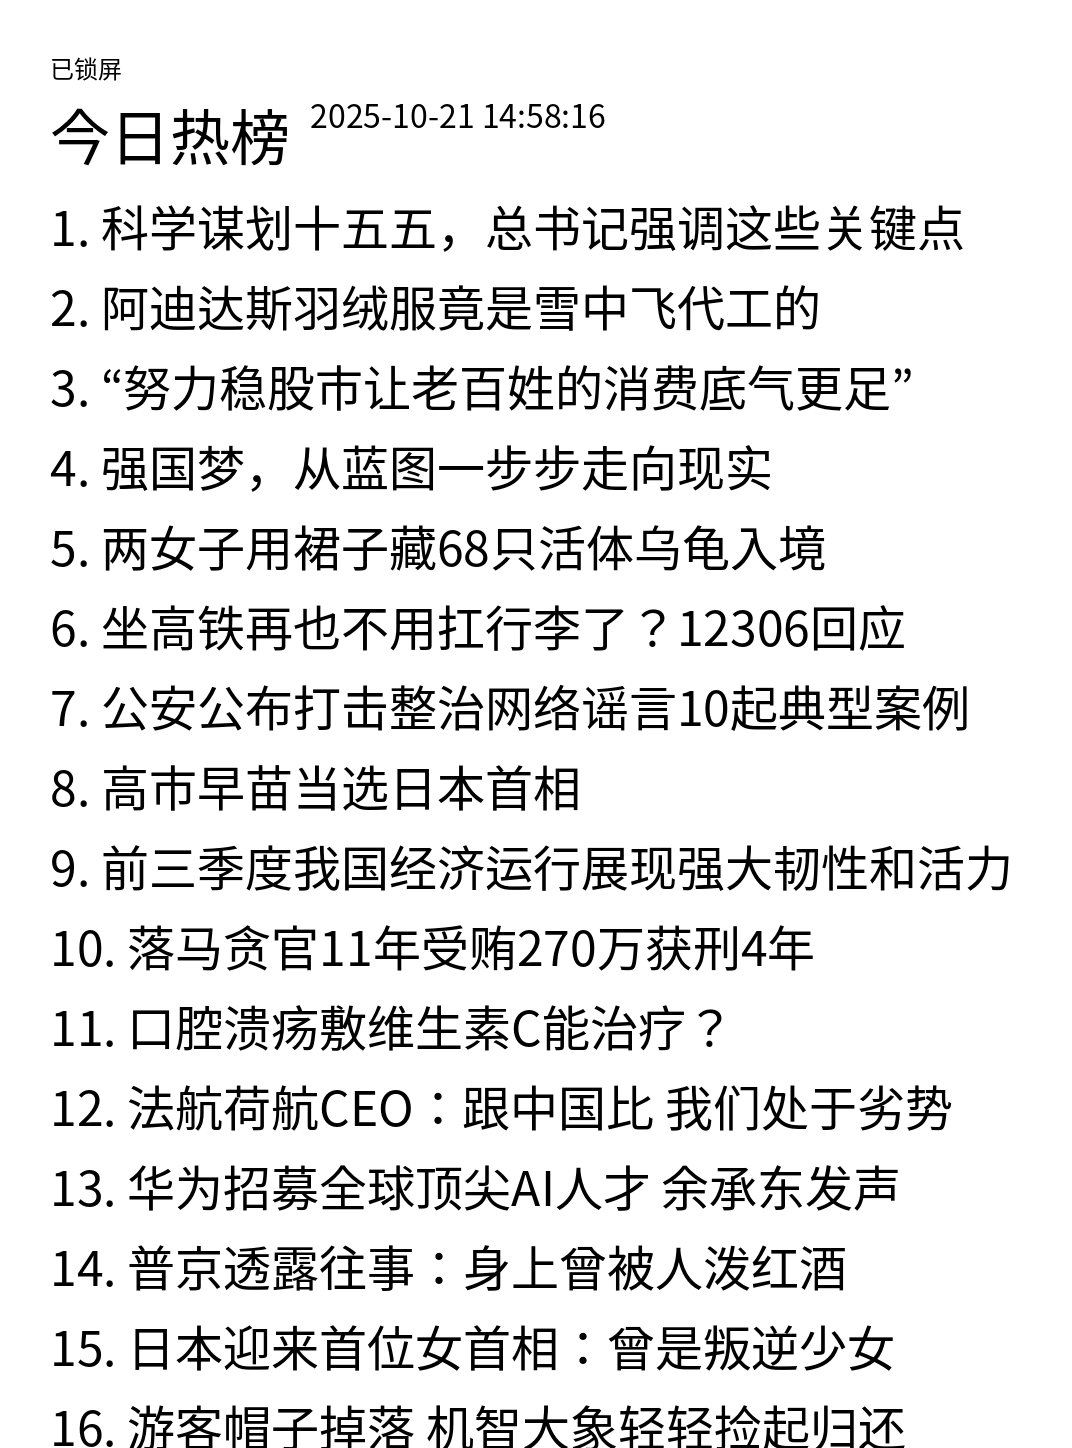 已锁屏
今日热榜 2025-10-21 14:58:16
1. 科学谋划十五五，总书记强调这些关键点
2. 阿迪达斯羽绒服竟是雪中飞代工的
3. “努力稳股市让老百姓的消费底气更足”
4. 强国梦，从蓝图一步步走向现实
5. 两女子用裙子藏68只活体乌龟入境
6. 坐高铁再也不用扛行李了？12306回应
7. 公安公布打击整治网络谣言10起典型案例
8. 高市早苗当选日本首相
9. 前三季度我国经济运行展现强大韧性和活力
10. 落马贪官11年受贿270万获刑4年
11. 口腔溃疡敷维生素C能治疗？
12. 法航荷航CEO：跟中国比 我们处于劣势
13. 华为招募全球顶尖AI人才 余承东发声
14. 普京透露往事：身上曾被人泼红酒
15. 日本迎来首位女首相：曾是叛逆少女
16. 游客帽子掉落 机智大象轻轻捡起归还